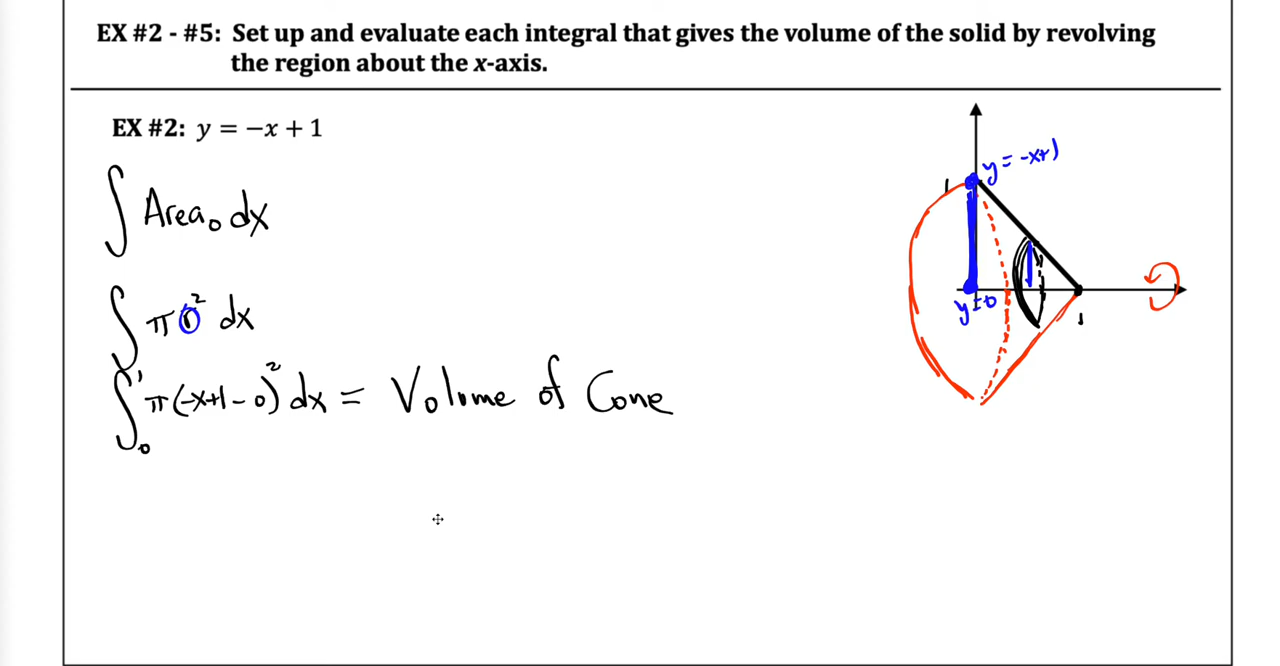 EX #2 - #5: Set up and evaluate each integral that gives the volume of the solid by revolving
the region about the x-axis.
EX #2: y = −x + 1
∫ Area₀ dx
∫ π r² dx
∫₀¹ π(-x+1-0)² dx = Volume of Cone
y = -x+1
1
y=0
1